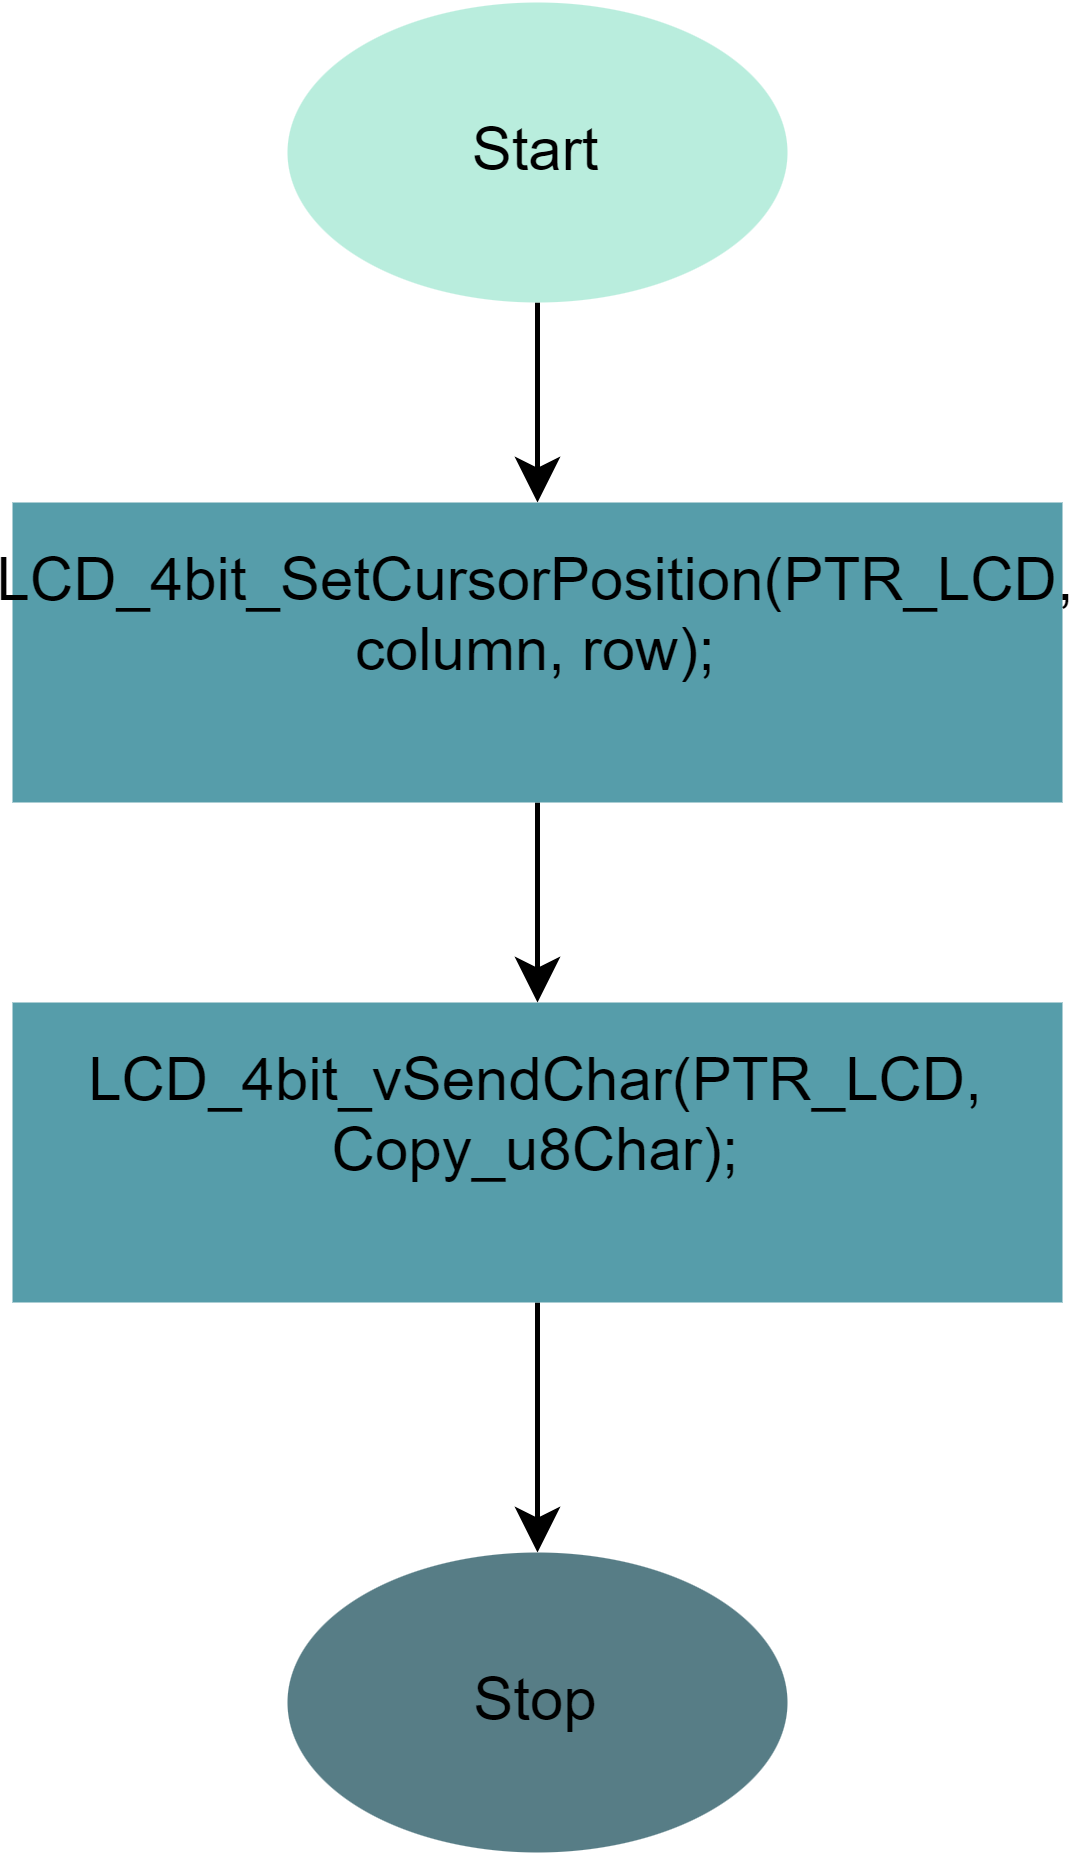 Start
LCD_4bit_SetCursorPosition(PTR_LCD,
column, row);
LCD_4bit_vSendChar(PTR_LCD,
Copy_u8Char);
Stop